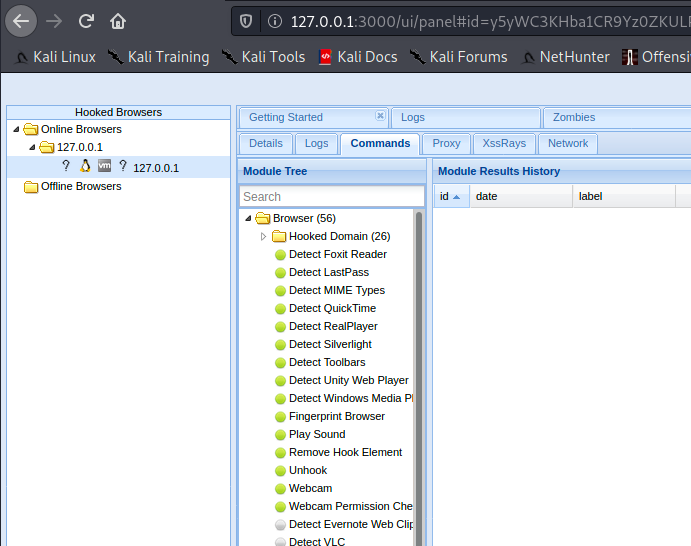 127.0.0.1:3000/ui/panel#id=y5yWC3KHba1CR9Yz0ZKUL
Kali Linux Kali Training Kali Tools Kali Docs Kali Forums NetHunter Offensi
Hooked Browsers
Online Browsers
127.0.0.1
? vm ? 127.0.0.1
Offline Browsers
Getting Started Logs Zombies
Details Logs Commands Proxy XssRays Network
Module Tree
Search
Browser (56)
Hooked Domain (26)
Detect Foxit Reader
Detect LastPass
Detect MIME Types
Detect QuickTime
Detect RealPlayer
Detect Silverlight
Detect Toolbars
Detect Unity Web Player
Detect Windows Media Pl
Fingerprint Browser
Play Sound
Remove Hook Element
Unhook
Webcam
Webcam Permission Che
Detect Evernote Web Clip
Detect VLC
Module Results History
id date label